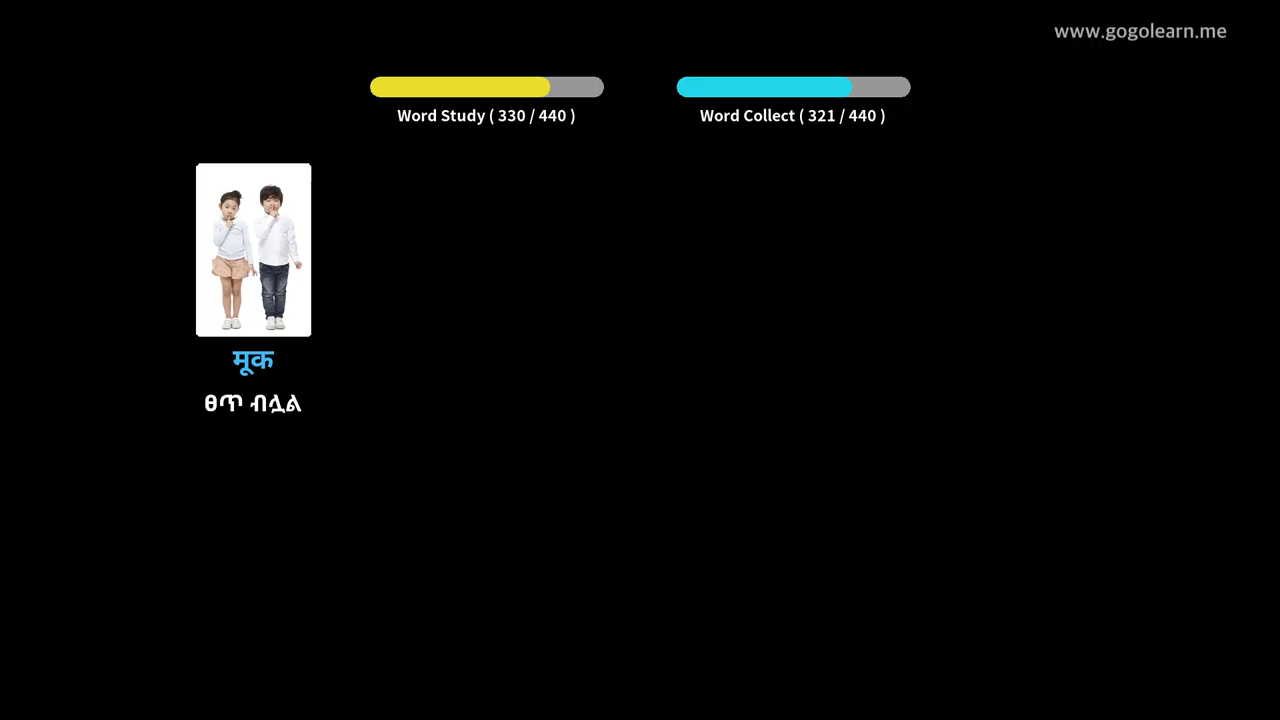 www.gogolearn.me
Word Study ( 330 / 440 )
Word Collect ( 321 / 440 )
मूक
ፀጥ ብሏል